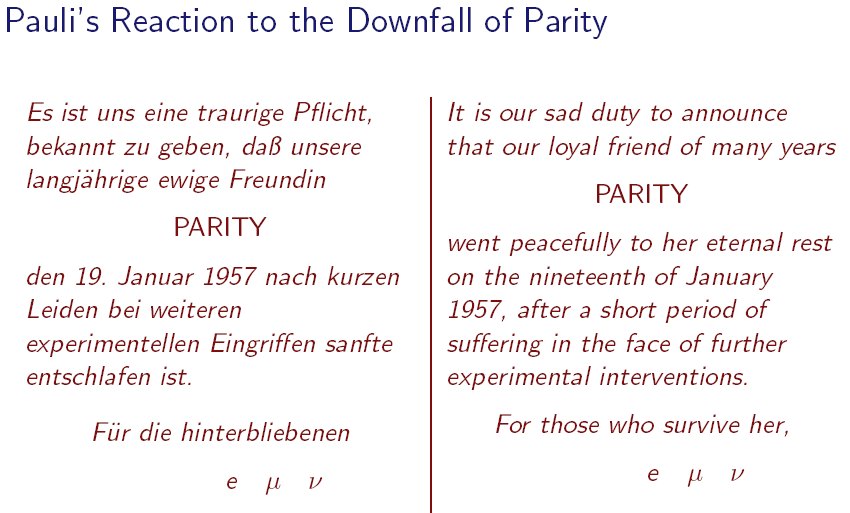 Pauli's Reaction to the Downfall of Parity
Es ist uns eine traurige Pflicht,
bekannt zu geben, daß unsere
langjährige ewige Freundin
PARITY
den 19. Januar 1957 nach kurzen
Leiden bei weiteren
experimentellen Eingriffen sanfte
entschlafen ist.
Für die hinterbliebenen
e μ ν
It is our sad duty to announce
that our loyal friend of many years
PARITY
went peacefully to her eternal rest
on the nineteenth of January
1957, after a short period of
suffering in the face of further
experimental interventions.
For those who survive her,
e μ ν